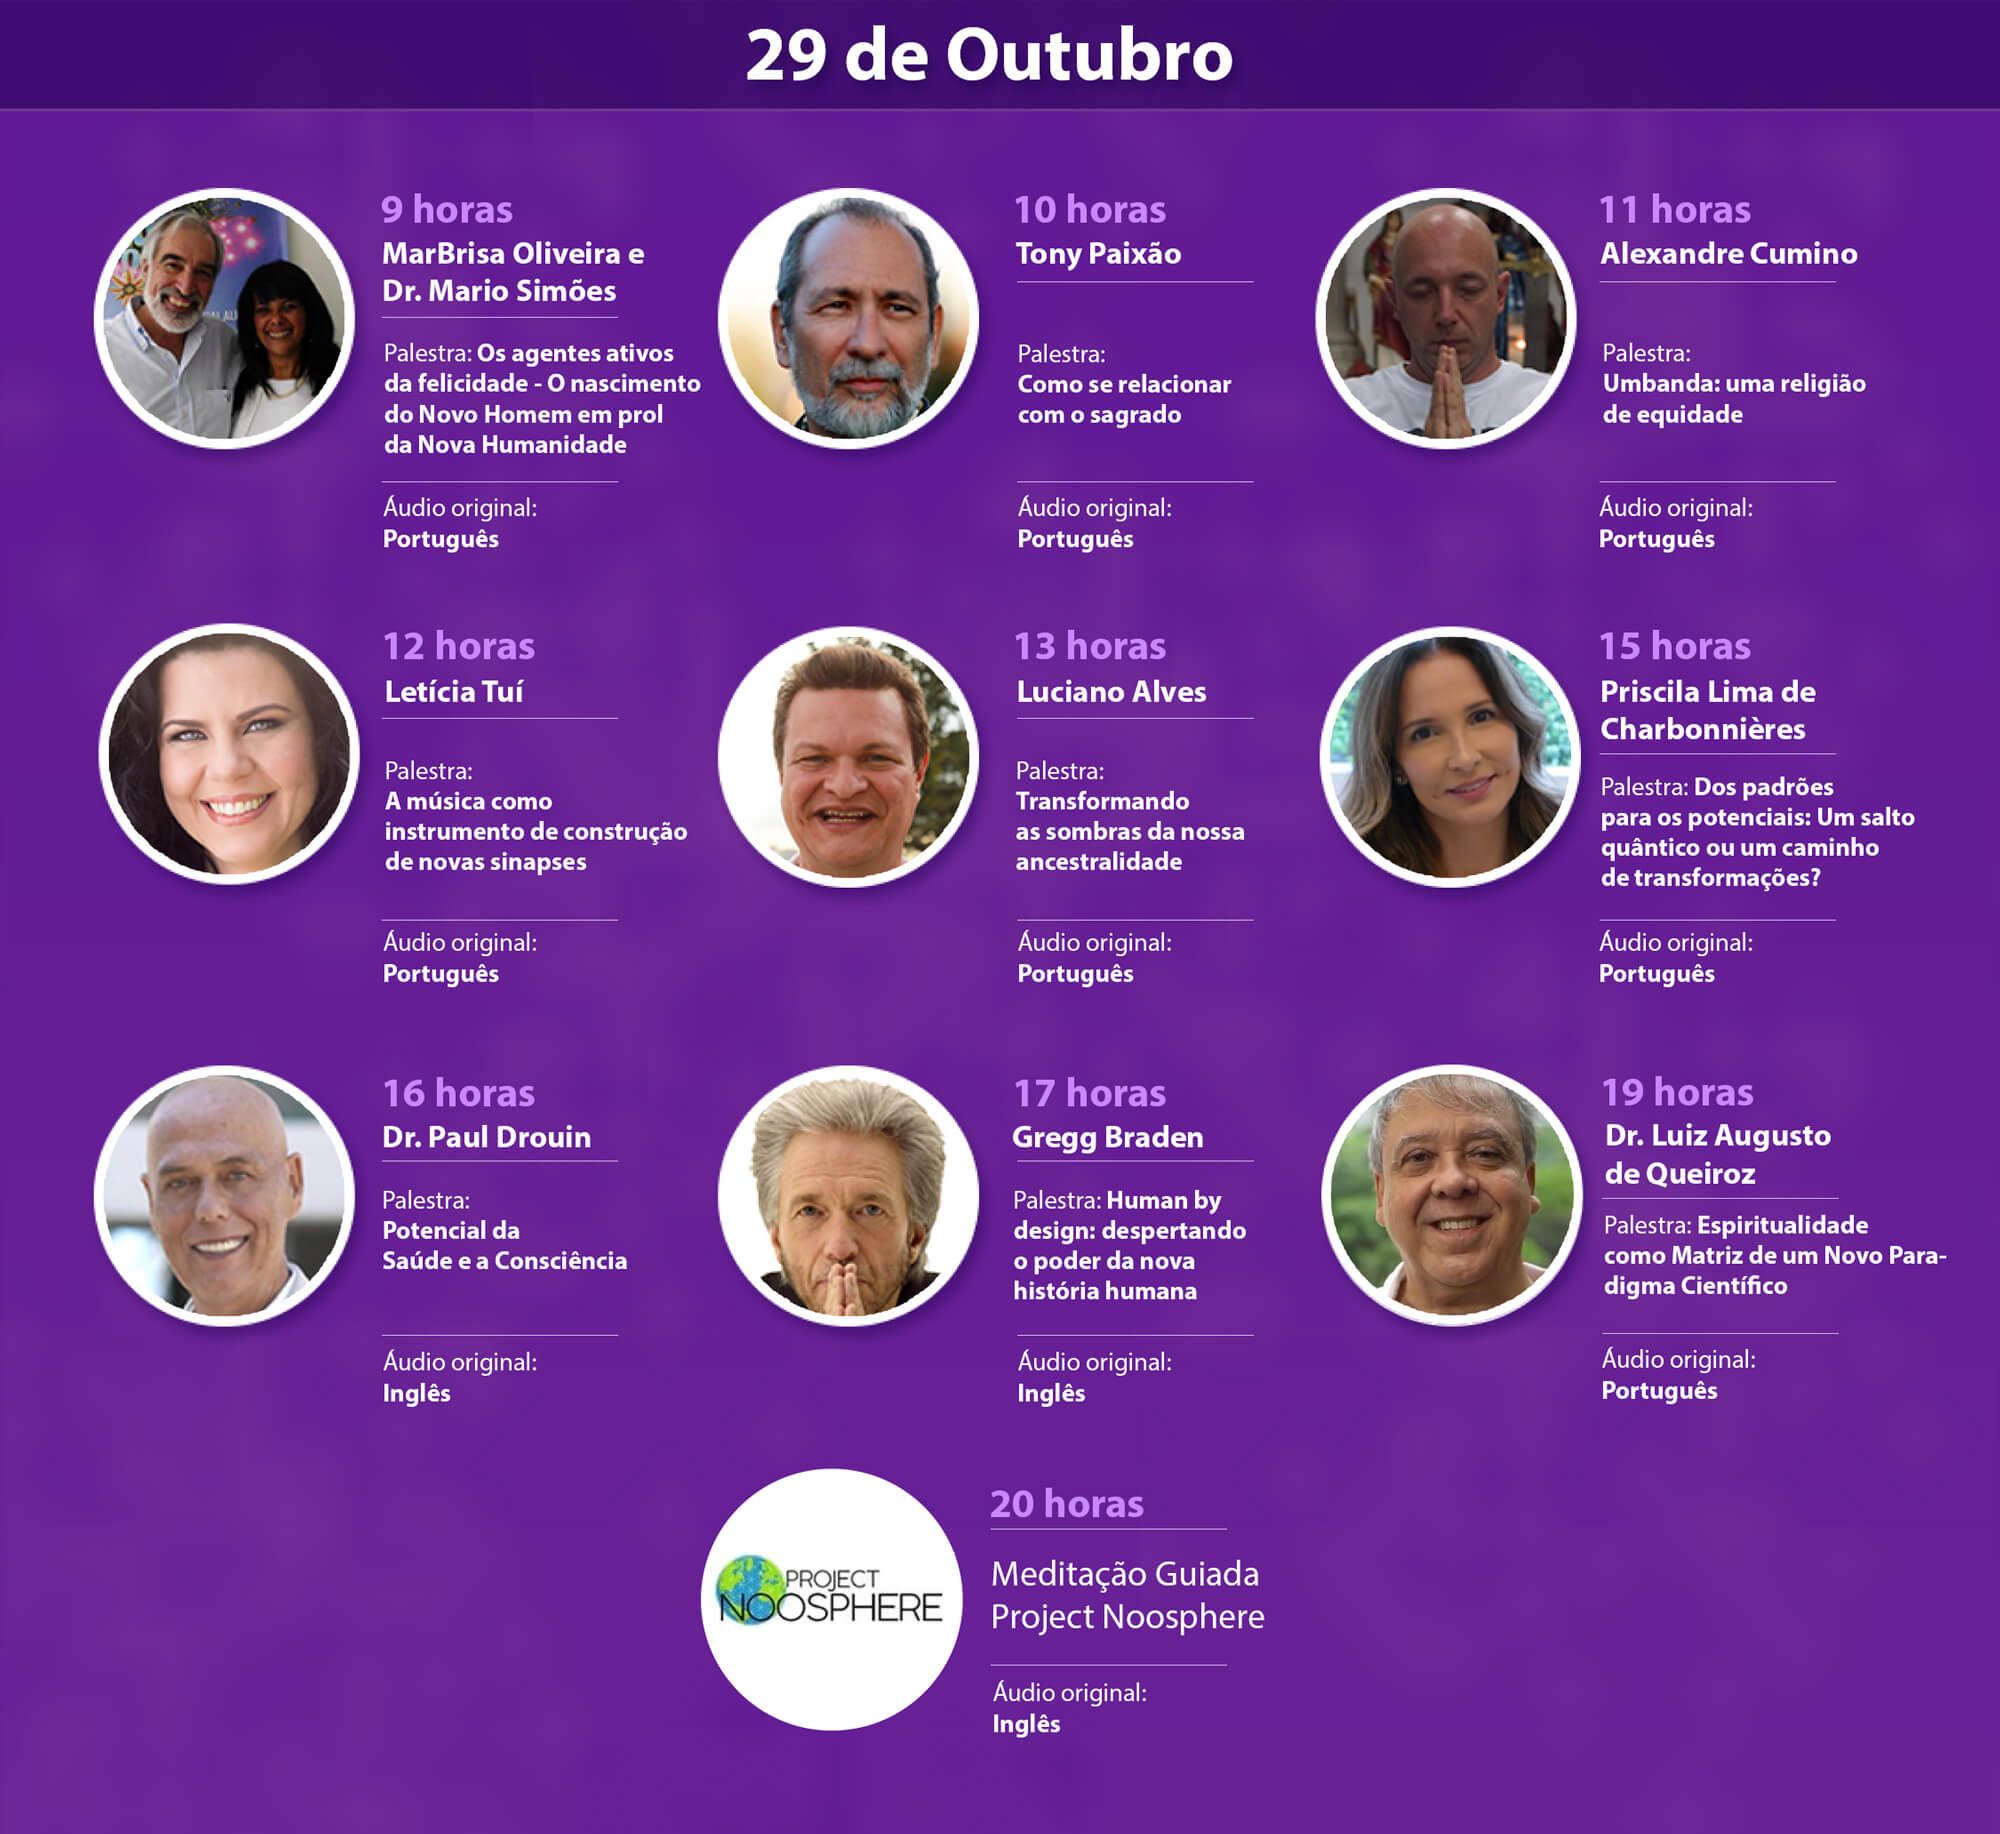 29 de Outubro
9 horas
MarBrisa Oliveira e
Dr. Mario Simões
Palestra: Os agentes ativos
da felicidade - O nascimento
do Novo Homem em prol
da Nova Humanidade
Áudio original:
Português
10 horas
Tony Paixão
Palestra:
Como se relacionar
com o sagrado
Áudio original:
Português
11 horas
Alexandre Cumino
Palestra:
Umbanda: uma religião
de equidade
Áudio original:
Português
12 horas
Letícia Tuí
Palestra:
A música como
instrumento de construção
de novas sinapses
Áudio original:
Português
13 horas
Luciano Alves
Palestra:
Transformando
as sombras da nossa
ancestralidade
Áudio original:
Português
15 horas
Priscila Lima de
Charbonnières
Palestra: Dos padrões
para os potenciais: Um salto
quântico ou um caminho
de transformações?
Áudio original:
Português
16 horas
Dr. Paul Drouin
Palestra:
Potencial da
Saúde e a Consciência
Áudio original:
Inglês
17 horas
Gregg Braden
Palestra: Human by
design: despertando
o poder da nova
história humana
Áudio original:
Inglês
19 horas
Dr. Luiz Augusto
de Queiroz
Palestra: Espiritualidade
como Matriz de um Novo Para-
digma Científico
Áudio original:
Português
PROJECT
NOOSPHERE
20 horas
Meditação Guiada
Project Noosphere
Áudio original:
Inglês